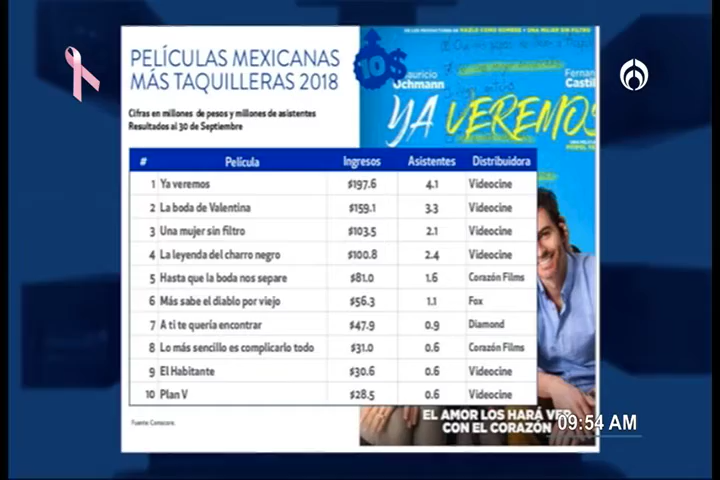 PELÍCULAS MEXICANAS
MÁS TAQUILLERAS 2018
10$
Cifras en millones de pesos y millones de asistentes
Resultados al 30 de Septiembre
Mauricio Ochmann
YA VEREMOS
# Película Ingresos Asistentes Distribuidora
1 Ya veremos $197.6 4.1 Videocine
2 La boda de Valentina $159.1 3.3 Videocine
3 Una mujer sin filtro $103.5 2.1 Videocine
4 La leyenda del charro negro $100.8 2.4 Videocine
5 Hasta que la boda nos separe $81.0 1.6 Corazón Films
6 Más sabe el diablo por viejo $56.3 1.1 Fox
7 A ti te quería encontrar $47.9 0.9 Diamond
8 Lo más sencillo es complicarlo todo $31.0 0.6 Corazón Films
9 El Habitante $30.6 0.6 Videocine
10 Plan V $28.5 0.6 Videocine
Fuente Comscore.
EL AMOR LOS HARÁ VER
CON EL CORAZÓN
09:54 AM